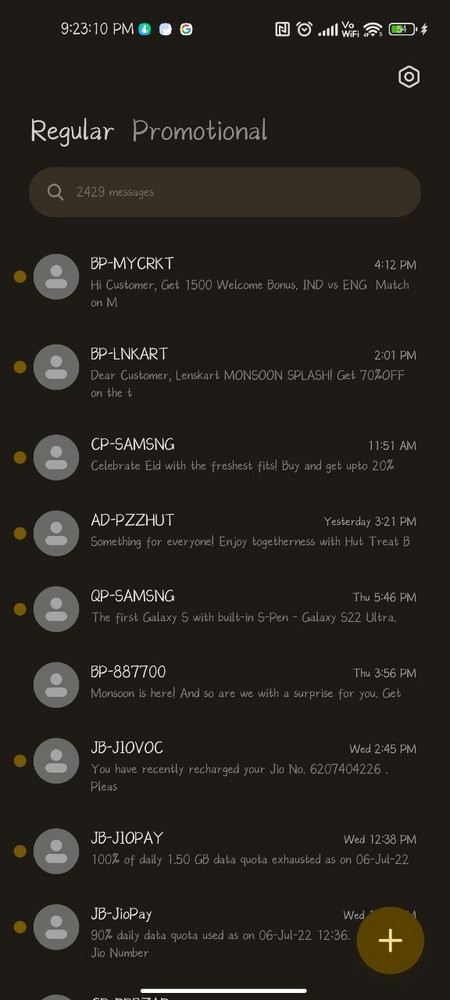 9:23:10 PM
Vo WiFi 54
Regular Promotional
2429 messages
BP-MYCRKT 4:12 PM
Hi Customer, Get 1500 Welcome Bonus. IND vs ENG Match
on M
BP-LNKART 2:01 PM
Dear Customer, Lenskart MONSOON SPLASH! Get 70%OFF
on the t
CP-SAMSNG 11:51 AM
Celebrate Eid with the freshest fits! Buy and get upto 20%
AD-PZZHUT Yesterday 3:21 PM
Something for everyone! Enjoy togetherness with Hut Treat B
QP-SAMSNG Thu 5:46 PM
The first Galaxy S with built-in S-Pen - Galaxy S22 Ultra.
BP-887700 Thu 3:56 PM
Monsoon is here! And so are we with a surprise for you. Get
JB-JIOVOC Wed 2:45 PM
You have recently recharged your Jio No. 6207404226 .
Pleas
JB-JIOPAY Wed 12:38 PM
100% of daily 1.50 GB data quota exhausted as on 06-Jul-22
JB-JioPay Wed
90% daily data quota used as on 06-Jul-22 12:36.
Jio Number